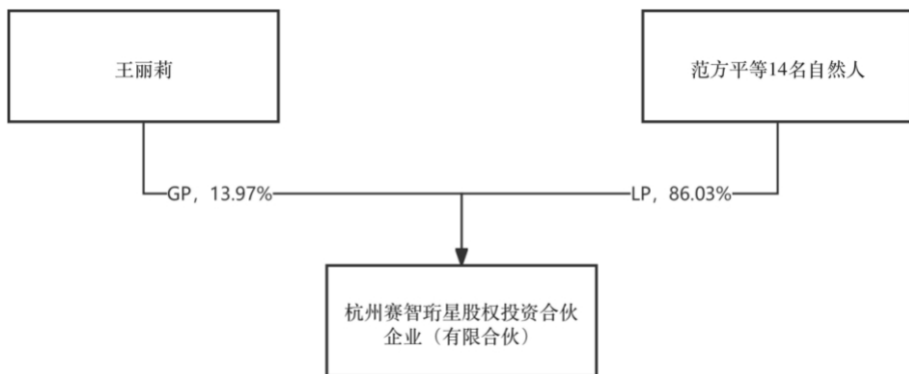 王丽莉
范方平等14名自然人
GP，13.97%
LP，86.03%
杭州赛智珩星股权投资合伙
企业（有限合伙）